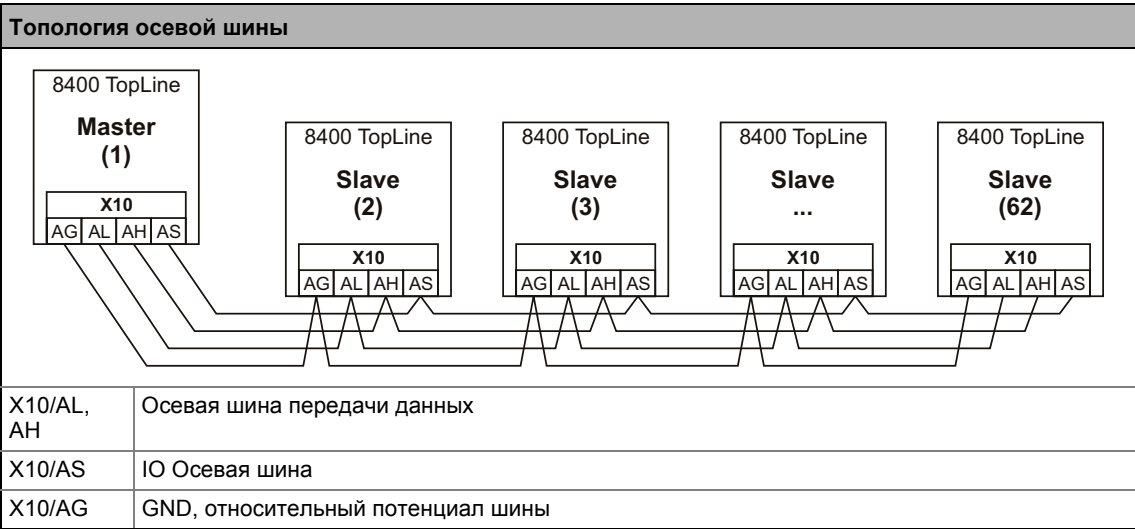 Топология осевой шины
8400 TopLine
Master
(1)
X10
AG AL AH AS
8400 TopLine
Slave
(2)
X10
AG AL AH AS
8400 TopLine
Slave
(3)
X10
AG AL AH AS
8400 TopLine
Slave
...
X10
AG AL AH AS
8400 TopLine
Slave
(62)
X10
AG AL AH AS
X10/AL,
AH
Осевая шина передачи данных
X10/AS
IO Осевая шина
X10/AG
GND, относительный потенциал шины